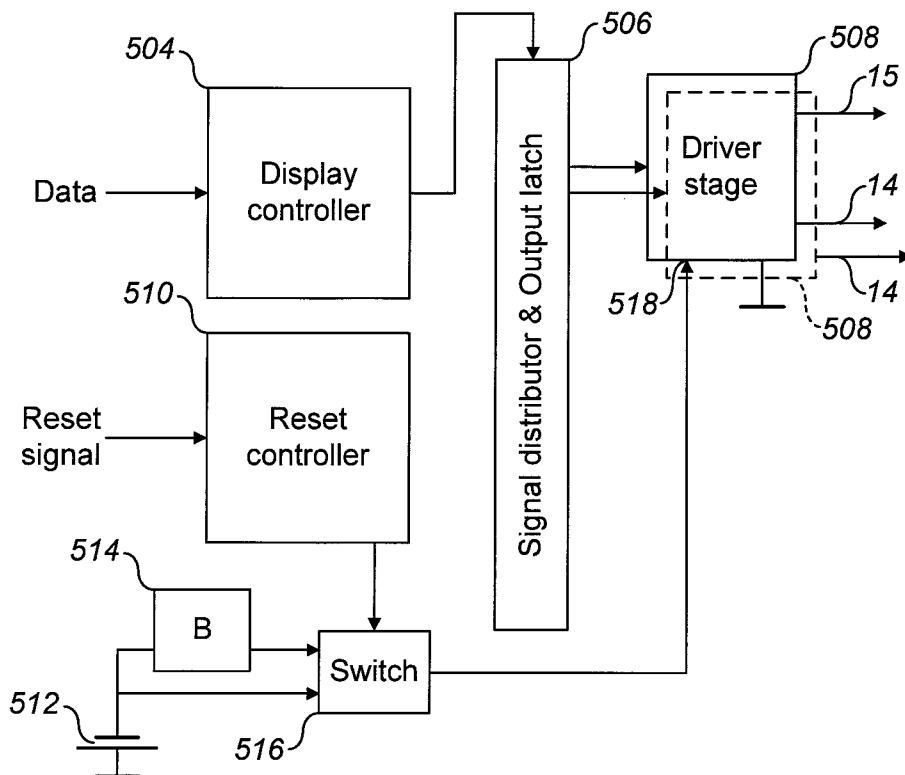 504
506
508
15
Data
Display
controller
Driver
stage
14
14
510
518
508
Signal distributor & Output latch
Reset
signal
Reset
controller
514
B
Switch
512
516